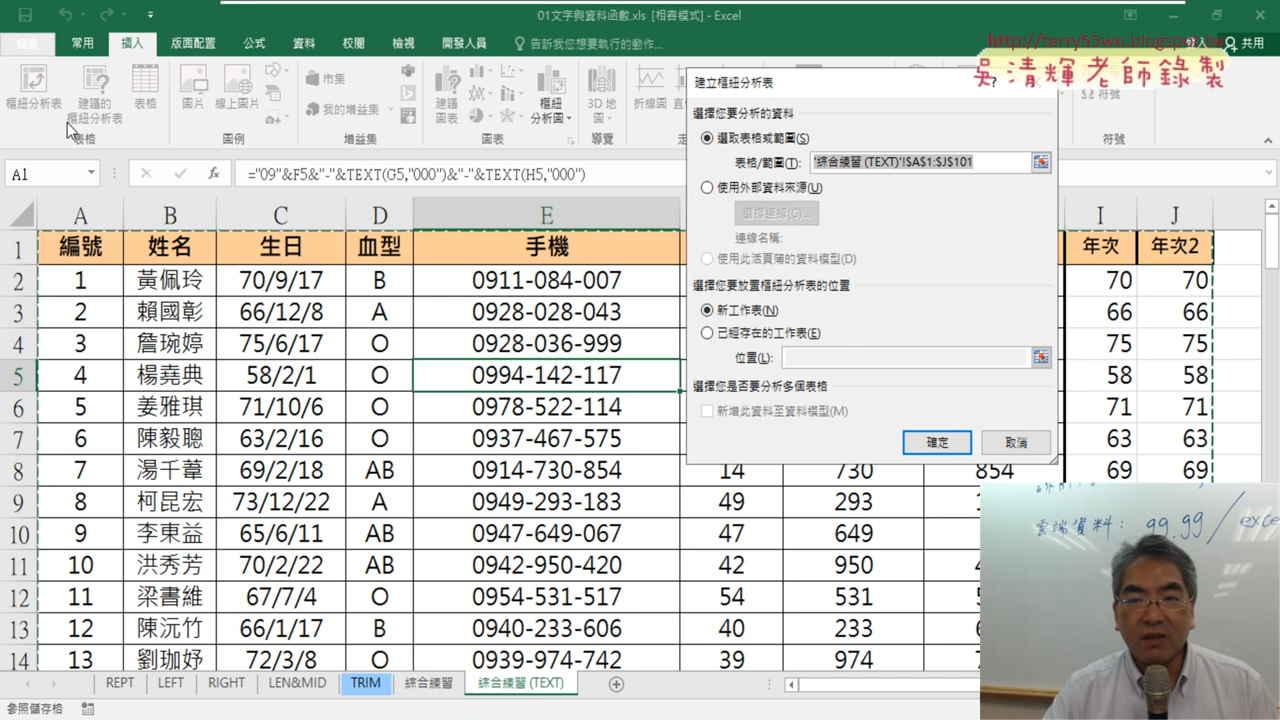 01文字與資料函數.xls [相容模式] - Excel
常用 插入 版面配置 公式 資料 校閱 檢視 開發人員 告訴我您想要執行的動作... 登入 共用
http://terry55wu.blogspot.tw
吳清輝老師錄製
樞紐分析表 建議的樞紐分析表 表格 圖片 線上圖片 市集 我的增益集 建議圖表 樞紐分析圖 3D 地圖 折線圖 符號
表格 圖例 增益集 圖表 導覽 符號
A1 ="09"&F5&"-"&TEXT(G5,"000")&"-"&TEXT(H5,"000")
建立樞紐分析表 ?
選擇您要分析的資料
選取表格或範圍(S)
表格/範圍(T): '綜合練習 (TEXT)'!$A$1:$J$101
使用外部資料來源(U)
選擇連線(C)...
連線名稱:
使用此活頁簿的資料模型(D)
選擇您要放置樞紐分析表的位置
新工作表(N)
已經存在的工作表(E)
位置(L):
選擇您是否要分析多個表格
新增此資料至資料模型(M)
確定 取消
A B C D E I J
1 編號 姓名 生日 血型 手機 年次 年次2
2 1 黃佩玲 70/9/17 B 0911-084-007 70 70
3 2 賴國彰 66/12/8 A 0928-028-043 66 66
4 3 詹琬婷 75/6/17 O 0928-036-999 75 75
5 4 楊堯典 58/2/1 O 0994-142-117 58 58
6 5 姜雅琪 71/10/6 O 0978-522-114 71 71
7 6 陳毅聰 63/2/16 O 0937-467-575 63 63
8 7 湯千葦 69/2/18 AB 0914-730-854 14 730 854 69 69
9 8 柯昆宏 73/12/22 A 0949-293-183 49 293
10 9 李東益 65/6/11 AB 0947-649-067 47 649
11 10 洪秀芳 70/2/22 AB 0942-950-420 42 950
12 11 梁書維 67/7/4 O 0954-531-517 54 531
13 12 陳沅竹 66/1/17 B 0940-233-606 40 233
14 13 劉珈妤 72/3/8 O 0939-974-742 39 974
雲端資料: 99.99/exce
REPT LEFT RIGHT LEN&MID TRIM 綜合練習 綜合練習 (TEXT)
參照儲存格